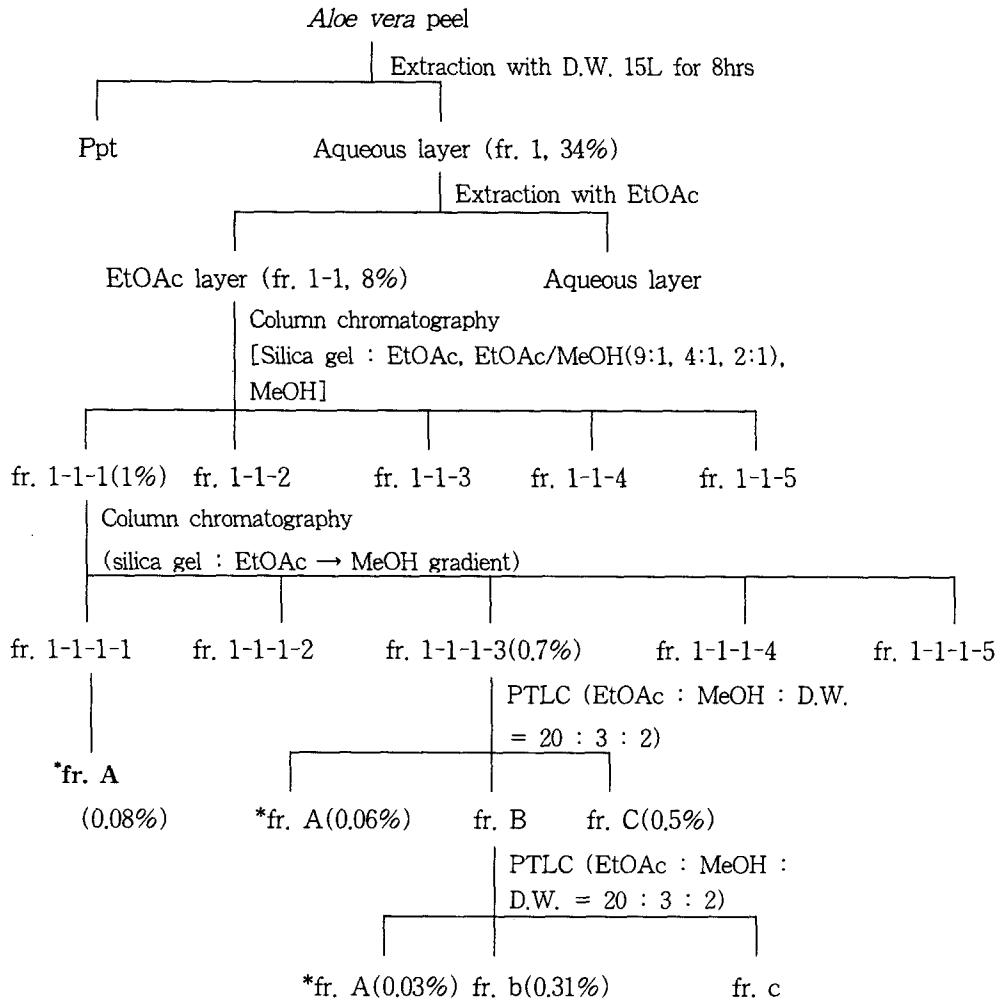 Aloe vera peel
Extraction with D.W. 15L for 8hrs
Ppt
Aqueous layer (fr. 1, 34%)
Extraction with EtOAc
EtOAc layer (fr. 1-1, 8%)
Aqueous layer
Column chromatography
[Silica gel : EtOAc, EtOAc/MeOH(9:1, 4:1, 2:1),
MeOH]
fr. 1-1-1(1%) fr. 1-1-2 fr. 1-1-3 fr. 1-1-4 fr. 1-1-5
Column chromatography
(silica gel : EtOAc → MeOH gradient)
fr. 1-1-1-1 fr. 1-1-1-2 fr. 1-1-1-3(0.7%) fr. 1-1-1-4 fr. 1-1-1-5
PTLC (EtOAc : MeOH : D.W.
= 20 : 3 : 2)
*fr. A
(0.08%)
*fr. A(0.06%) fr. B fr. C(0.5%)
PTLC (EtOAc : MeOH :
D.W. = 20 : 3 : 2)
*fr. A(0.03%) fr. b(0.31%) fr. c